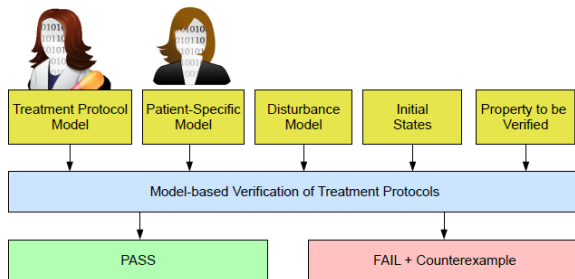 Treatment Protocol
Model
Patient-Specific
Model
Disturbance
Model
Initial
States
Property to be
Verified
Model-based Verification of Treatment Protocols
PASS
FAIL + Counterexample